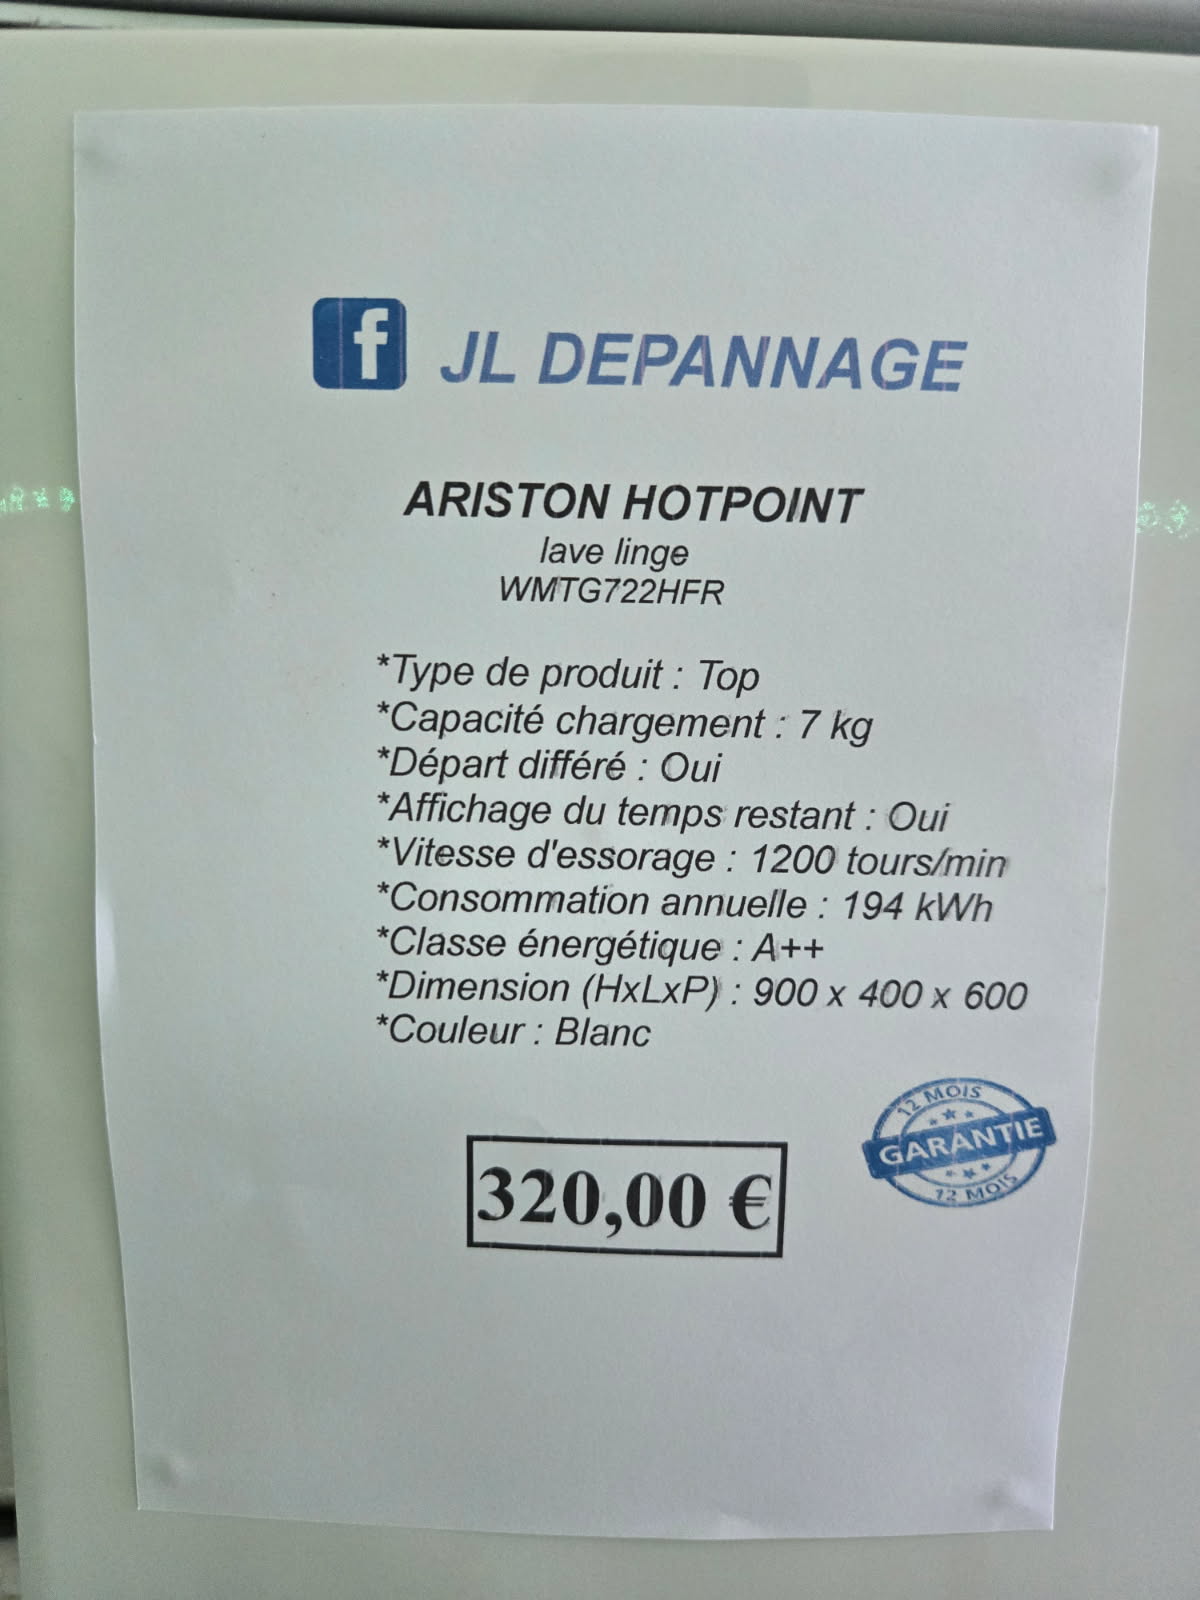 f JL DEPANNAGE
ARISTON HOTPOINT
lave linge
WMTG722HFR
*Type de produit : Top
*Capacité chargement : 7 kg
*Départ différé : Oui
*Affichage du temps restant : Oui
*Vitesse d'essorage : 1200 tours/min
*Consommation annuelle : 194 kWh
*Classe énergétique : A++
*Dimension (HxLxP) : 900 x 400 x 600
*Couleur : Blanc
12 MOIS
GARANTIE
12 MOIS
320,00 €